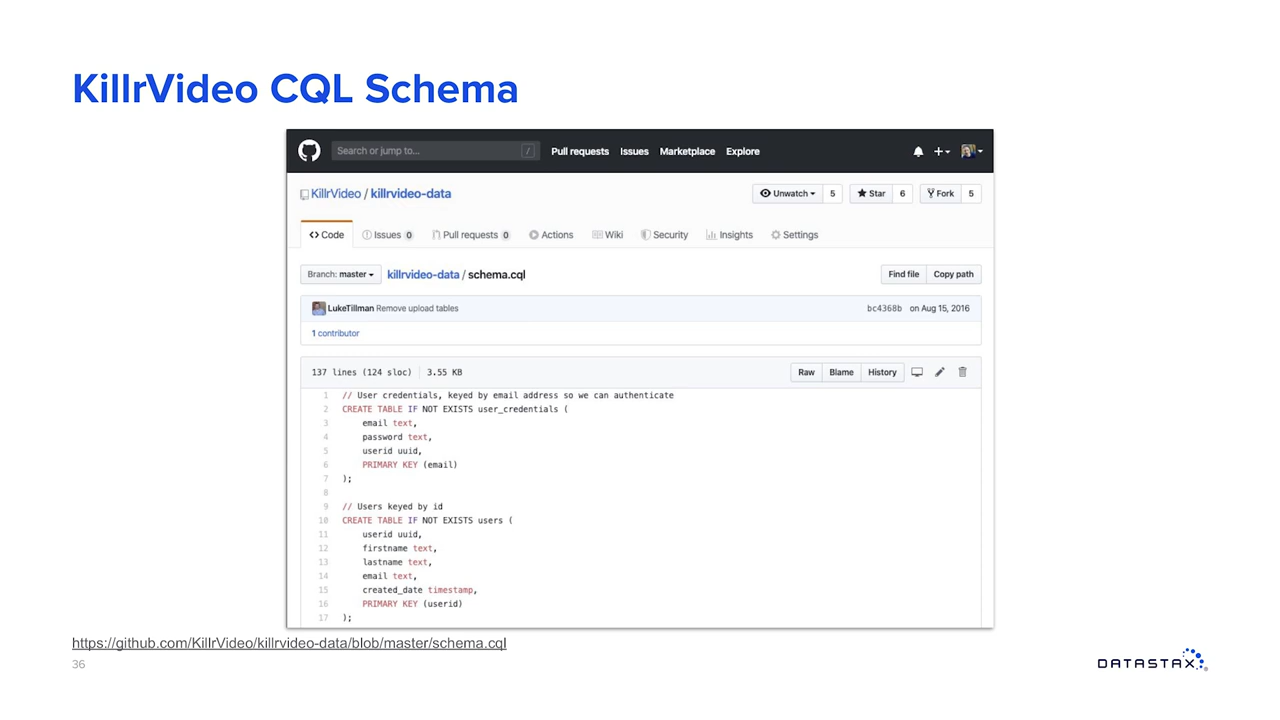 KillrVideo CQL Schema
Search or jump to... /
Pull requests Issues Marketplace Explore
KillrVideo / killrvideo-data
Unwatch 5 Star 6 Fork 5
Code Issues 0 Pull requests 0 Actions Wiki Security Insights Settings
Branch: master killrvideo-data / schema.cql Find file Copy path
LukeTillman Remove upload tables bc4368b on Aug 15, 2016
1 contributor
137 lines (124 sloc) 3.55 KB Raw Blame History
1 // User credentials, keyed by email address so we can authenticate
2 CREATE TABLE IF NOT EXISTS user_credentials (
3 email text,
4 password text,
5 userid uuid,
6 PRIMARY KEY (email)
7 );
8
9 // Users keyed by id
10 CREATE TABLE IF NOT EXISTS users (
11 userid uuid,
12 firstname text,
13 lastname text,
14 email text,
15 created_date timestamp,
16 PRIMARY KEY (userid)
17 );
https://github.com/KillrVideo/killrvideo-data/blob/master/schema.cql
36
DATASTAX